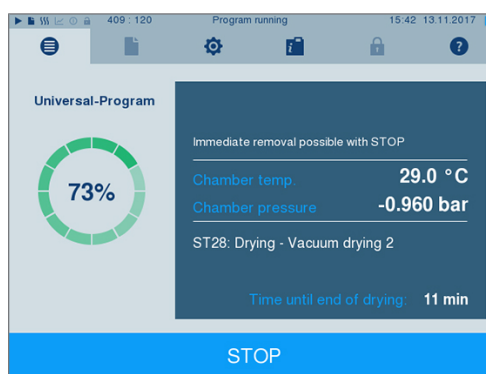 409 : 120 Program running 15:42 13.11.2017
i ?
Universal-Program
Immediate removal possible with STOP
73%
Chamber temp. 29.0 °C
Chamber pressure -0.960 bar
ST28: Drying - Vacuum drying 2
Time until end of drying: 11 min
STOP